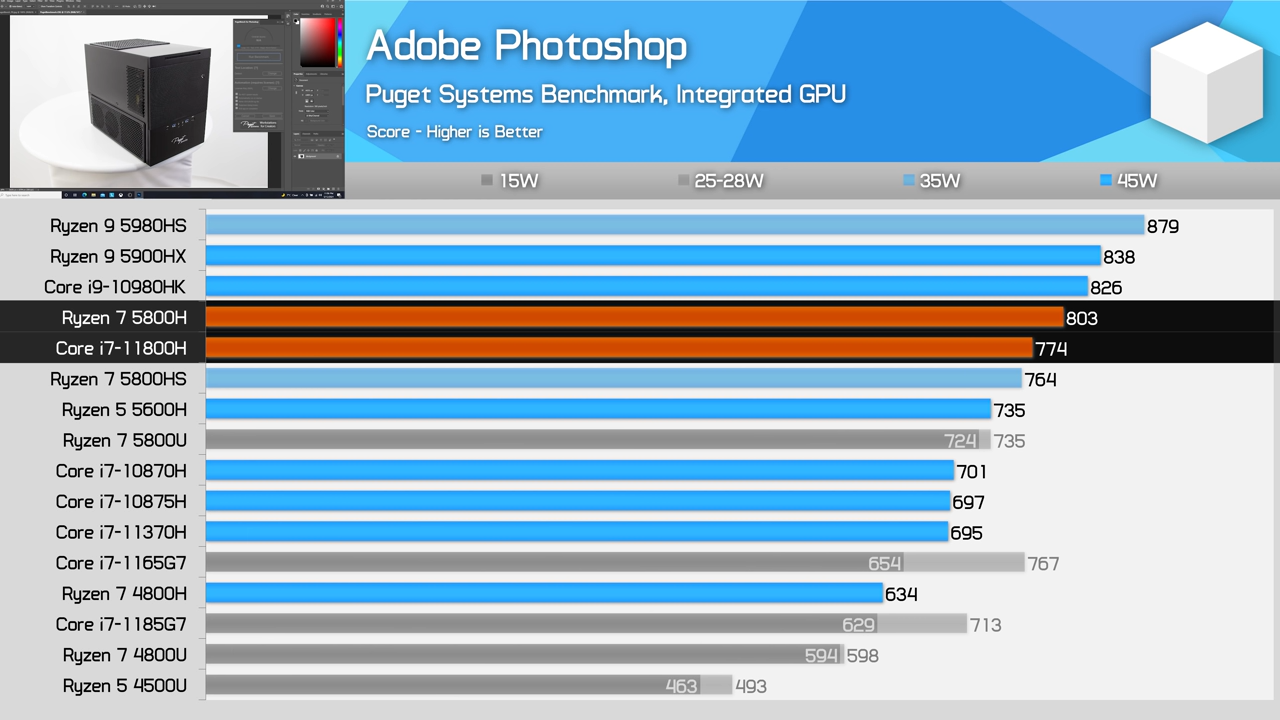 Adobe Photoshop
Puget Systems Benchmark, Integrated GPU
Score - Higher is Better
15W 25-28W 35W 45W
Ryzen 9 5980HS 879
Ryzen 9 5900HX 838
Core i9-10980HK 826
Ryzen 7 5800H 803
Core i7-11800H 774
Ryzen 7 5800HS 764
Ryzen 5 5600H 735
Ryzen 7 5800U 724 735
Core i7-10870H 701
Core i7-10875H 697
Core i7-11370H 695
Core i7-1165G7 654 767
Ryzen 7 4800H 634
Core i7-1185G7 629 713
Ryzen 7 4800U 594 598
Ryzen 5 4500U 463 493